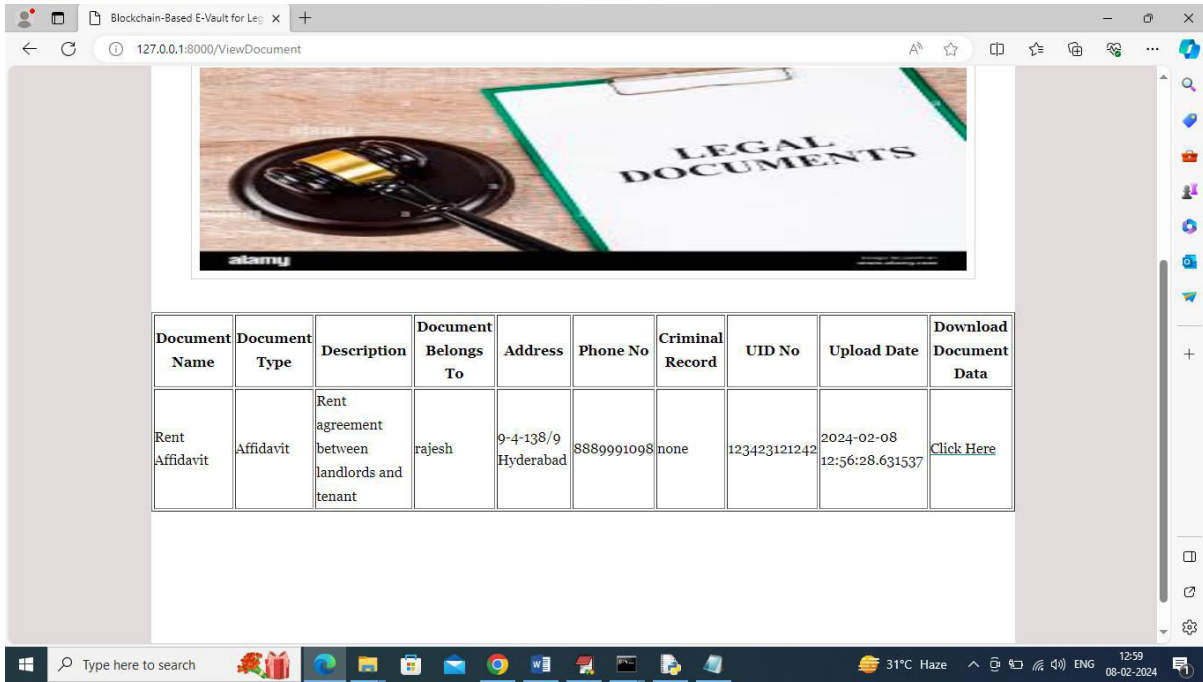 Blockchain-Based E-Vault for Leg
127.0.0.1:8000/ViewDocument
LEGAL
DOCUMENTS
alamy
Document Name
Document Type
Description
Document Belongs To
Address
Phone No
Criminal Record
UID No
Upload Date
Download Document Data
Rent Affidavit
Affidavit
Rent agreement between landlords and tenant
rajesh
9-4-138/9 Hyderabad
8889991098
none
123423121242
2024-02-08 12:56:28.631537
Click Here
Type here to search
31°C Haze
ENG
12:59
08-02-2024